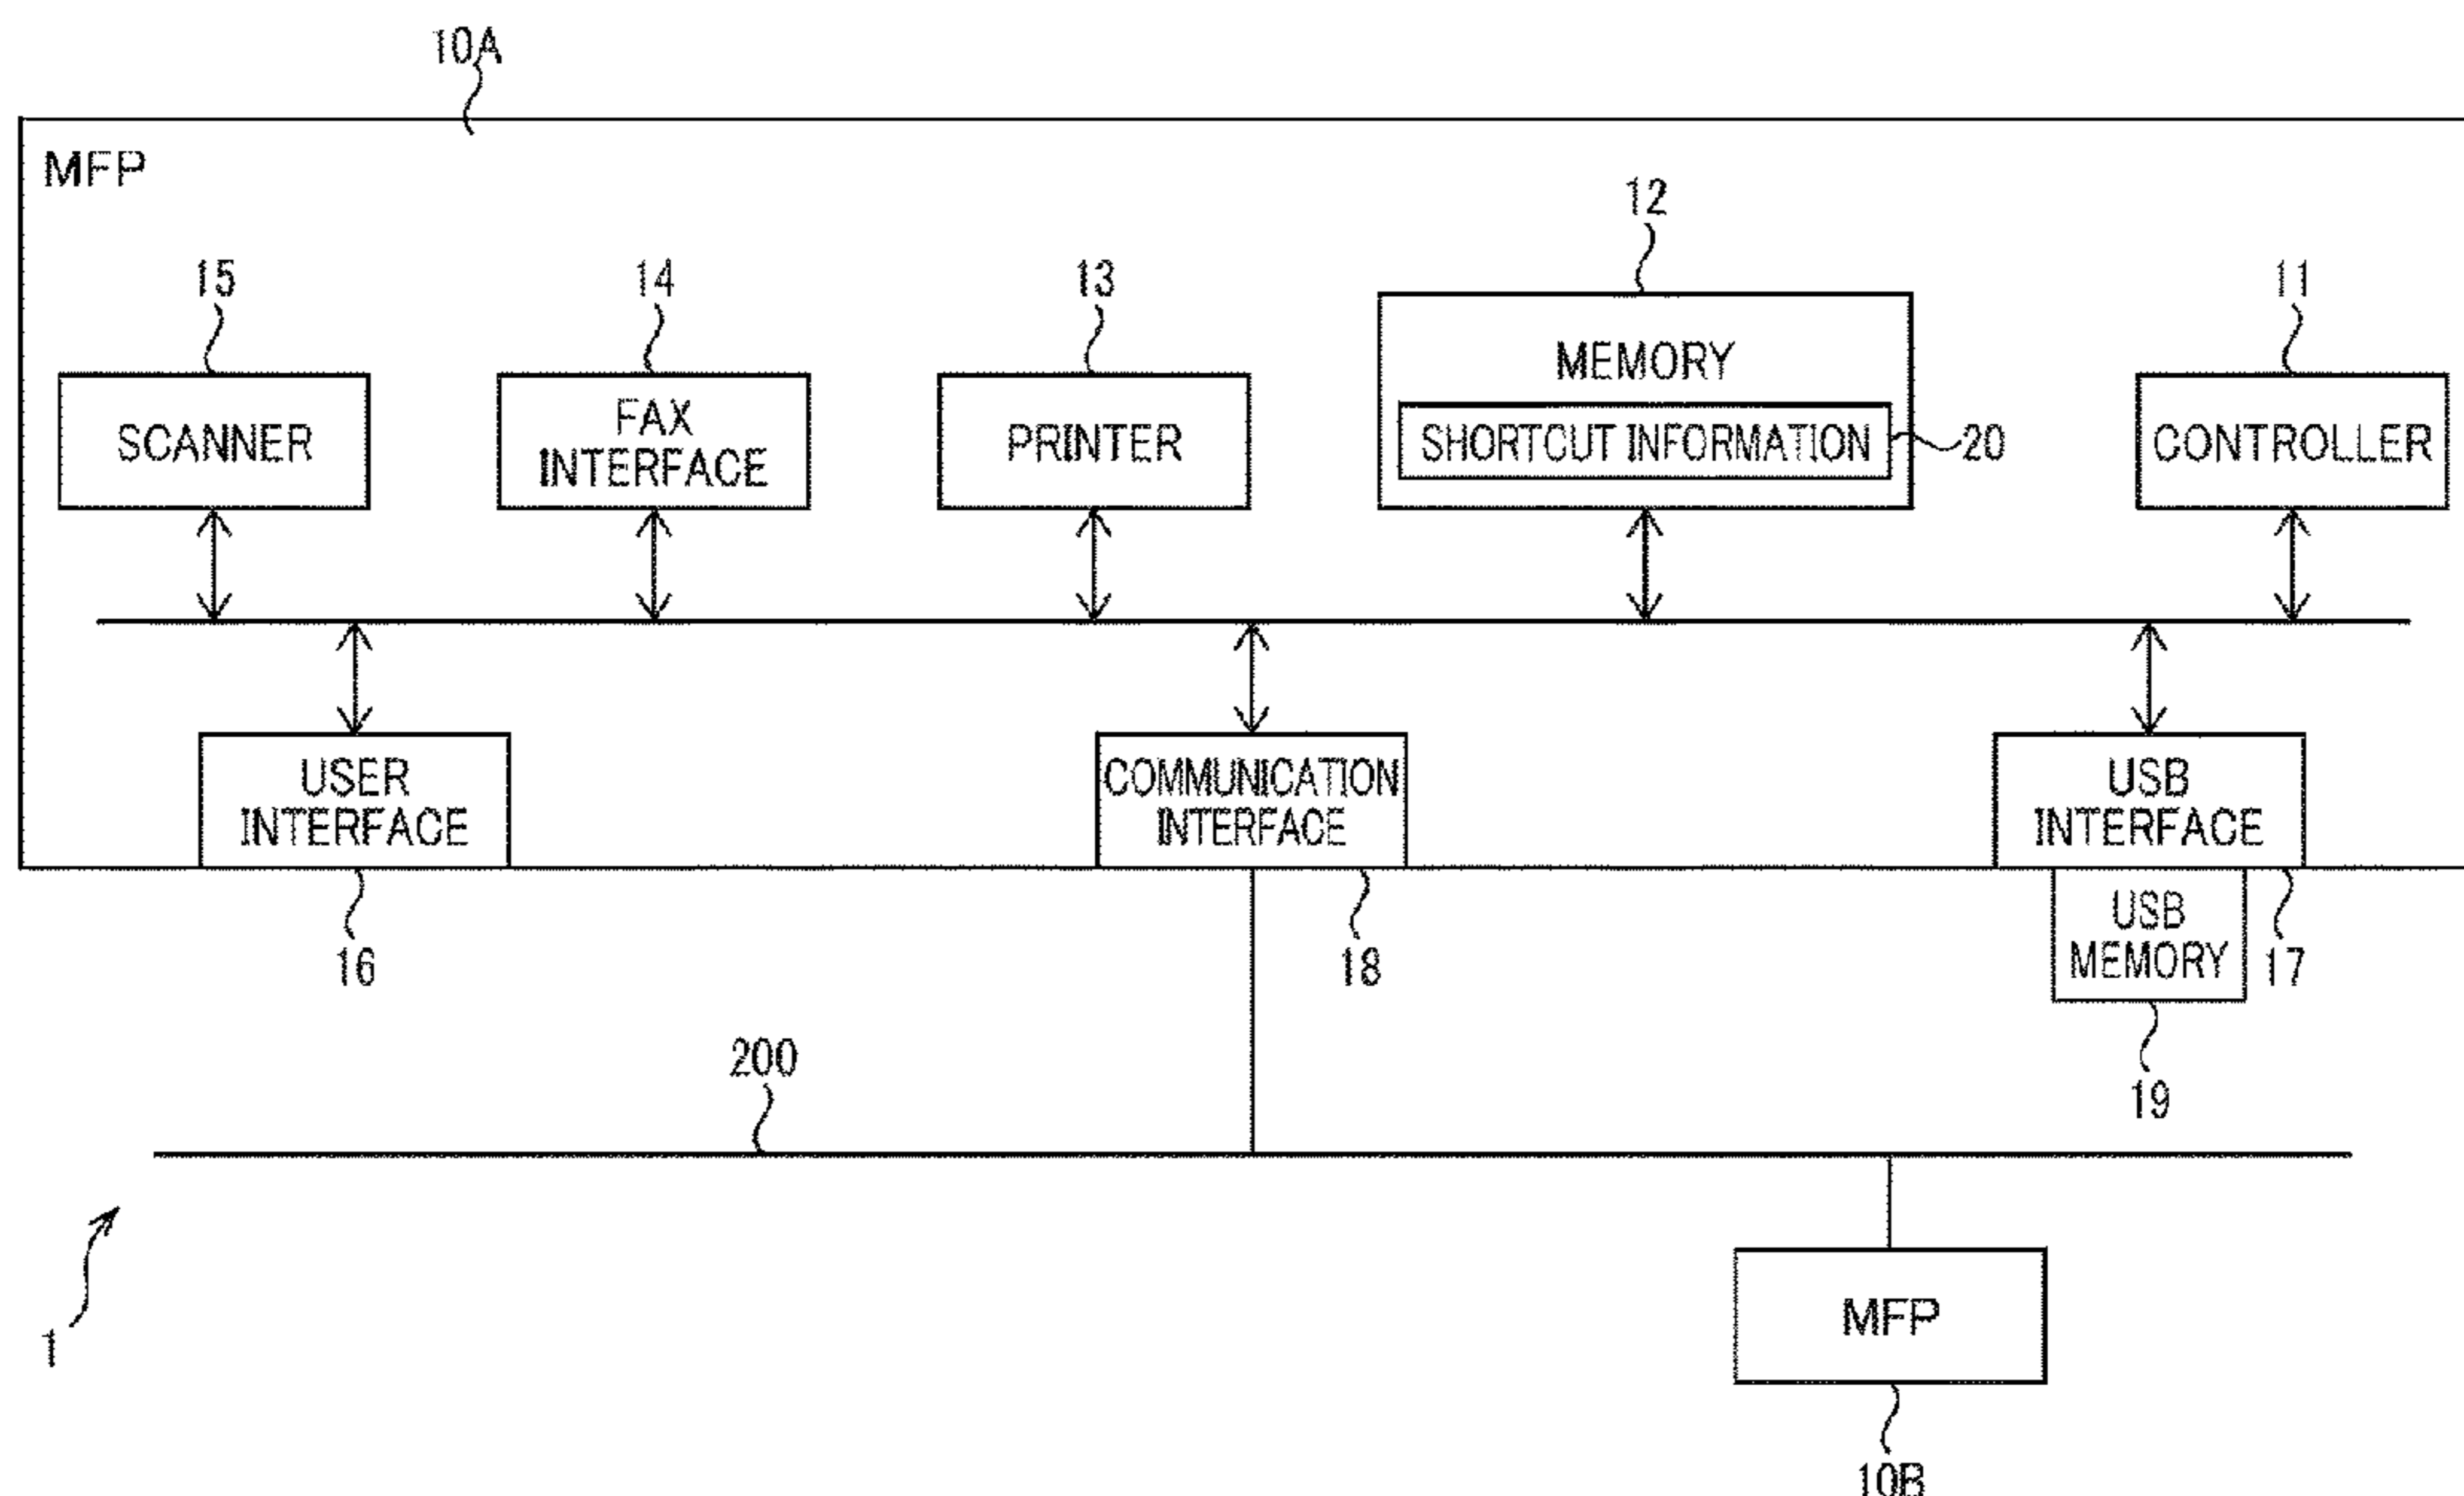 10A
MFP
12
15
14
13
11
MEMORY
SCANNER
FAX
INTERFACE
PRINTER
SHORTCUT INFORMATION
20
CONTROLLER
USER
INTERFACE
COMMUNICATION
INTERFACE
USB
INTERFACE
16
18
USB
MEMORY
17
19
200
1
MFP
10B